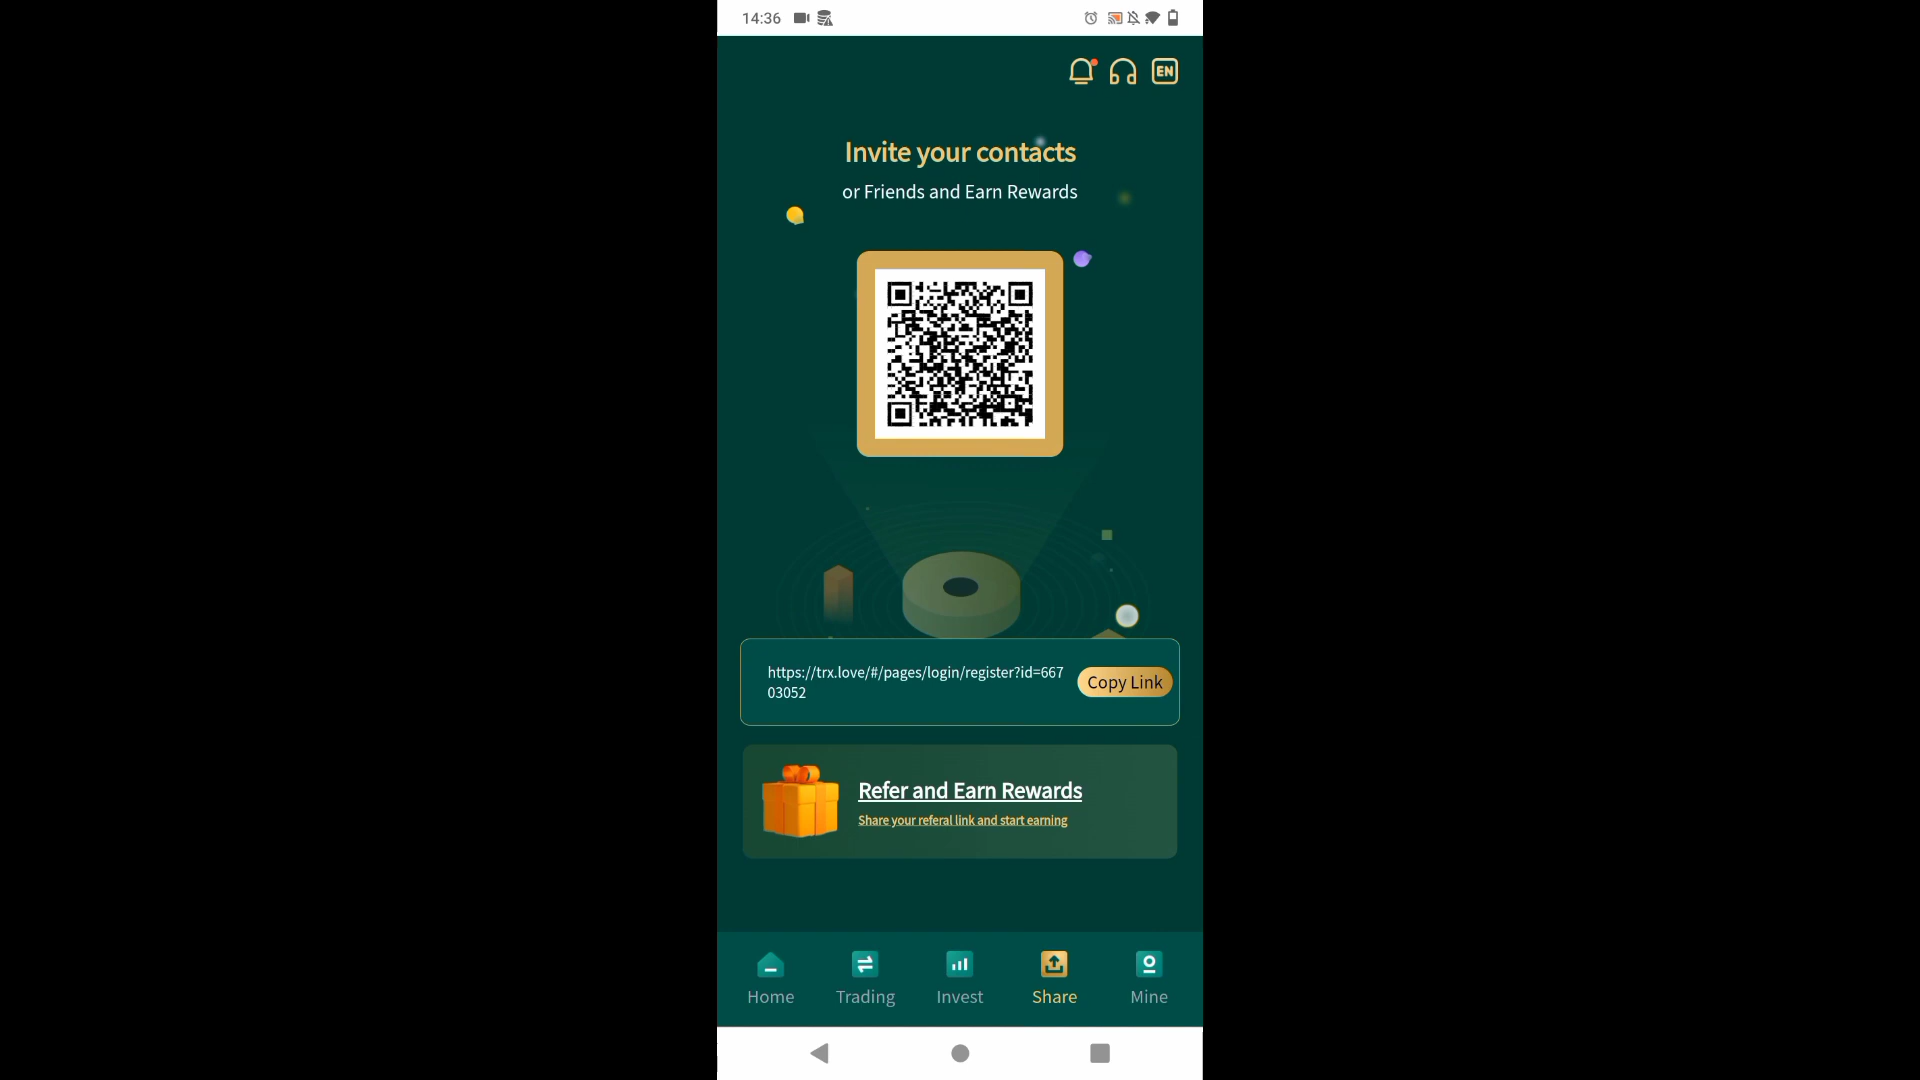 14:36
EN
Invite your contacts
or Friends and Earn Rewards
https://trx.love/#/pages/login/register?id=667
03052
Copy Link
Refer and Earn Rewards
Share your referal link and start earning
Home
Trading
Invest
Share
Mine